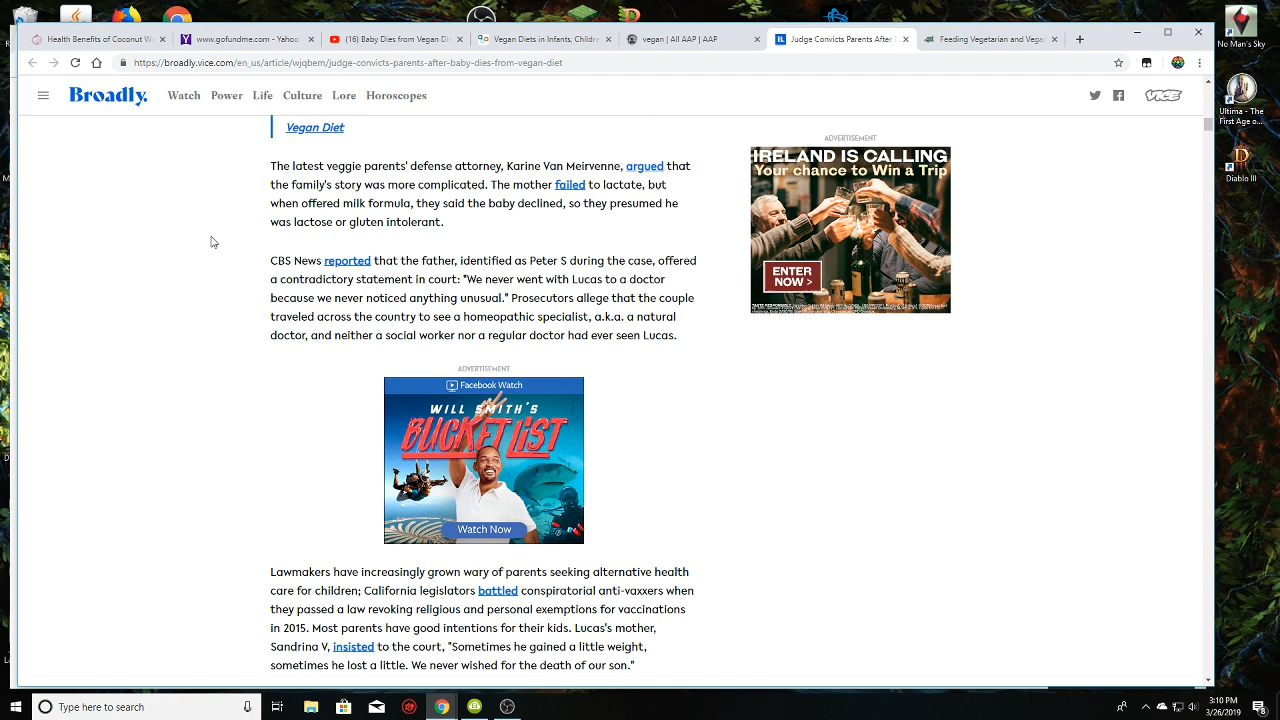 Health Benefits of Coconut W
www.gofundme.com - Yahoo
(16) Baby Dies from Vegan Die
Vegan Diets in Infants, Childre
vegan | All AAP | AAP
Judge Convicts Parents After
Feeding Vegetarian and Vega
https://broadly.vice.com/en_us/article/wjqbem/judge-convicts-parents-after-baby-dies-from-vegan-diet
No Man's Sky
Broadly.
Watch Power Life Culture Lore Horoscopes
VICE
Ultima - The
First Age o...
Diablo III
Vegan Diet
The latest veggie parents' defense attorney, Karine Van Meirvenne, argued that
the family's story was more complicated. The mother failed to lactate, but
when offered milk formula, they said the baby declined, so they presumed he
was lactose or gluten intolerant.
CBS News reported that the father, identified as Peter S during the case, offered
a contradictory statement in court: "We never went with Lucas to a doctor
because we never noticed anything unusual." Prosecutors allege that the couple
traveled across the country to see a homeopathic specialist, a.k.a. a natural
doctor, and neither a social worker nor a regular doctor had ever seen Lucas.
ADVERTISEMENT
IRELAND IS CALLING
Your chance to Win a Trip
ENTER
NOW >
ADVERTISEMENT
Facebook Watch
WILL SMITH'S
BUCKET LIST
Watch Now
Lawmakers have increasingly grown wary of parents seeking alternative health
care for children; California legislators battled conspiratorial anti-vaxxers when
they passed a law revoking religious and personal exemptions for vaccinations
in 2015. Most parents have good intentions for their kids. Lucas's mother,
Sandrina V, insisted to the court, "Sometimes he gained a little weight,
sometimes he lost a little. We never wished for the death of our son."
Type here to search
3:10 PM
3/26/2019
8